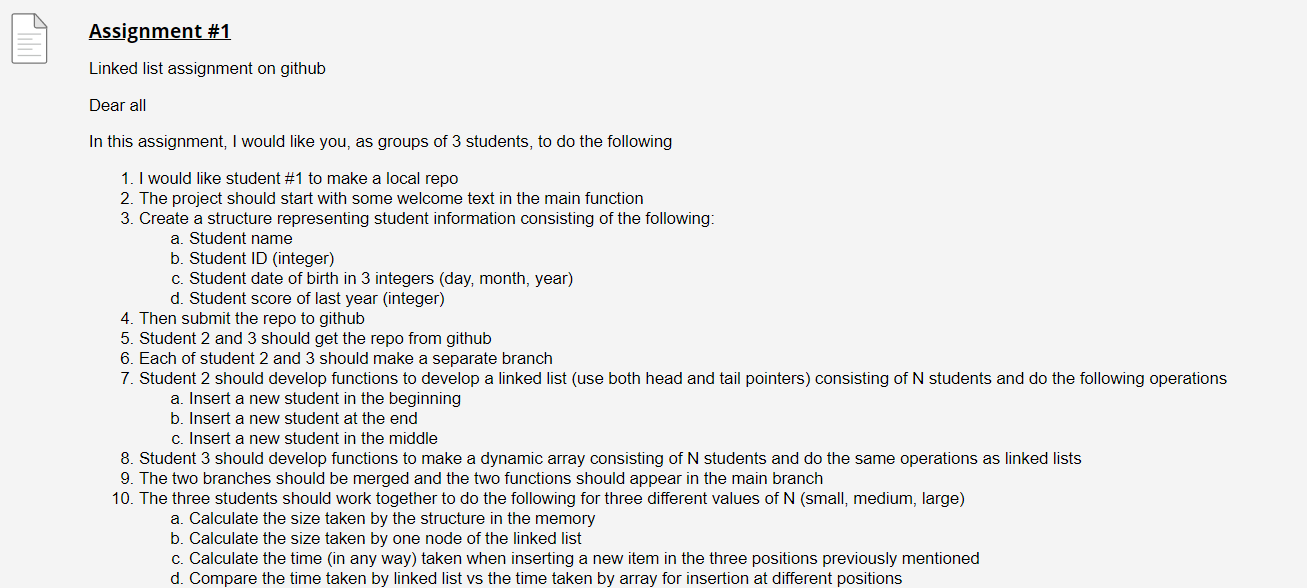 Assignment #1
Linked list assignment on github
Dear all
In this assignment, I would like you, as groups of 3 students, to do the following
1. I would like student #1 to make a local repo
2. The project should start with some welcome text in the main function
3. Create a structure representing student information consisting of the following:
a. Student name
b. Student ID (integer)
c. Student date of birth in 3 integers (day, month, year)
d. Student score of last year (integer)
4. Then submit the repo to github
5. Student 2 and 3 should get the repo from github
6. Each of student 2 and 3 should make a separate branch
7. Student 2 should develop functions to develop a linked list (use both head and tail pointers) consisting of N students and do the following operations
a. Insert a new student in the beginning
b. Insert a new student at the end
c. Insert a new student in the middle
8. Student 3 should develop functions to make a dynamic array consisting of N students and do the same operations as linked lists
9. The two branches should be merged and the two functions should appear in the main branch
10. The three students should work together to do the following for three different values of N (small, medium, large)
a. Calculate the size taken by the structure in the memory
b. Calculate the size taken by one node of the linked list
c. Calculate the time (in any way) taken when inserting a new item in the three positions previously mentioned
d. Compare the time taken by linked list vs the time taken by array for insertion at different positions